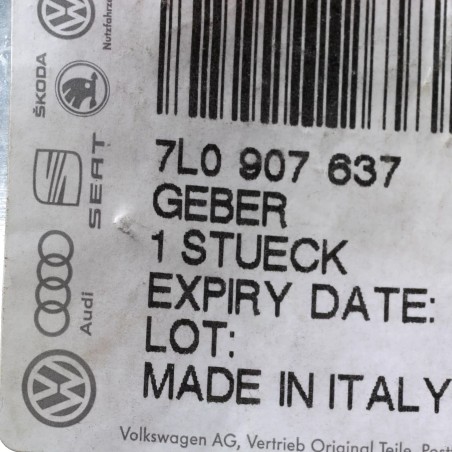 Nutzfahrz
ŠKODA
SEAT
Audi
7L0 907 637
GEBER
1 STUECK
EXPIRY DATE:
LOT:
MADE IN ITALY
Volkswagen AG, Vertrieb Original Teile,